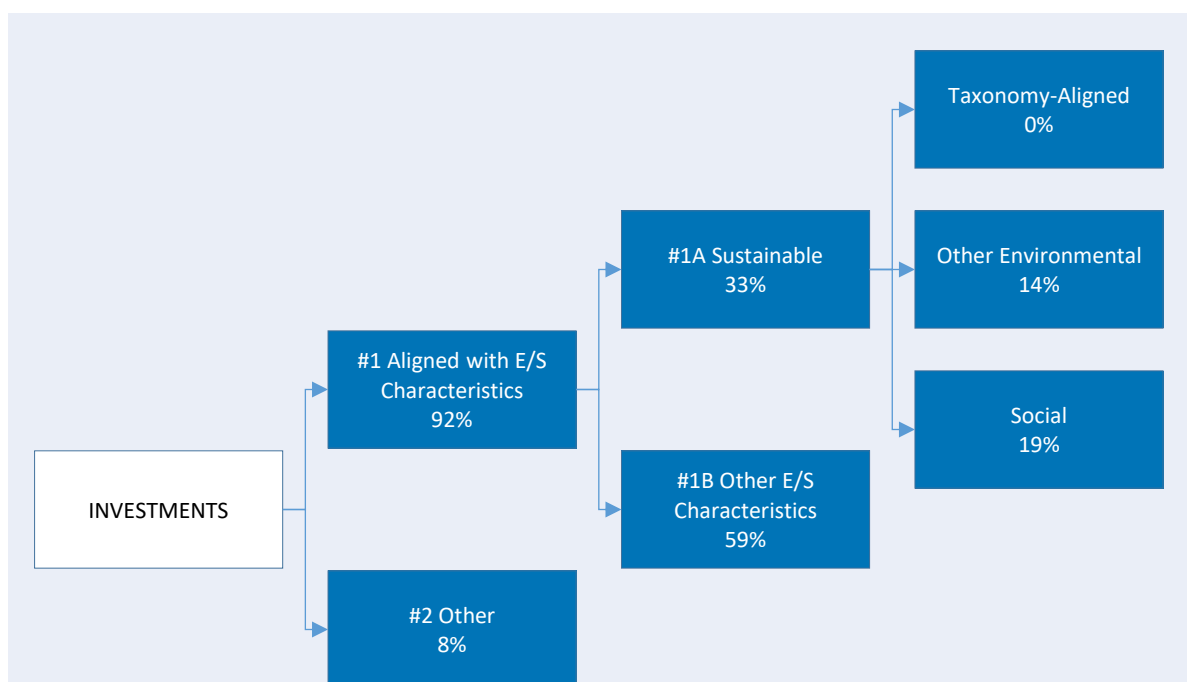 INVESTMENTS
#1 Aligned with E/S
Characteristics
92%
#2 Other
8%
#1A Sustainable
33%
#1B Other E/S
Characteristics
59%
Taxonomy-Aligned
0%
Other Environmental
14%
Social
19%